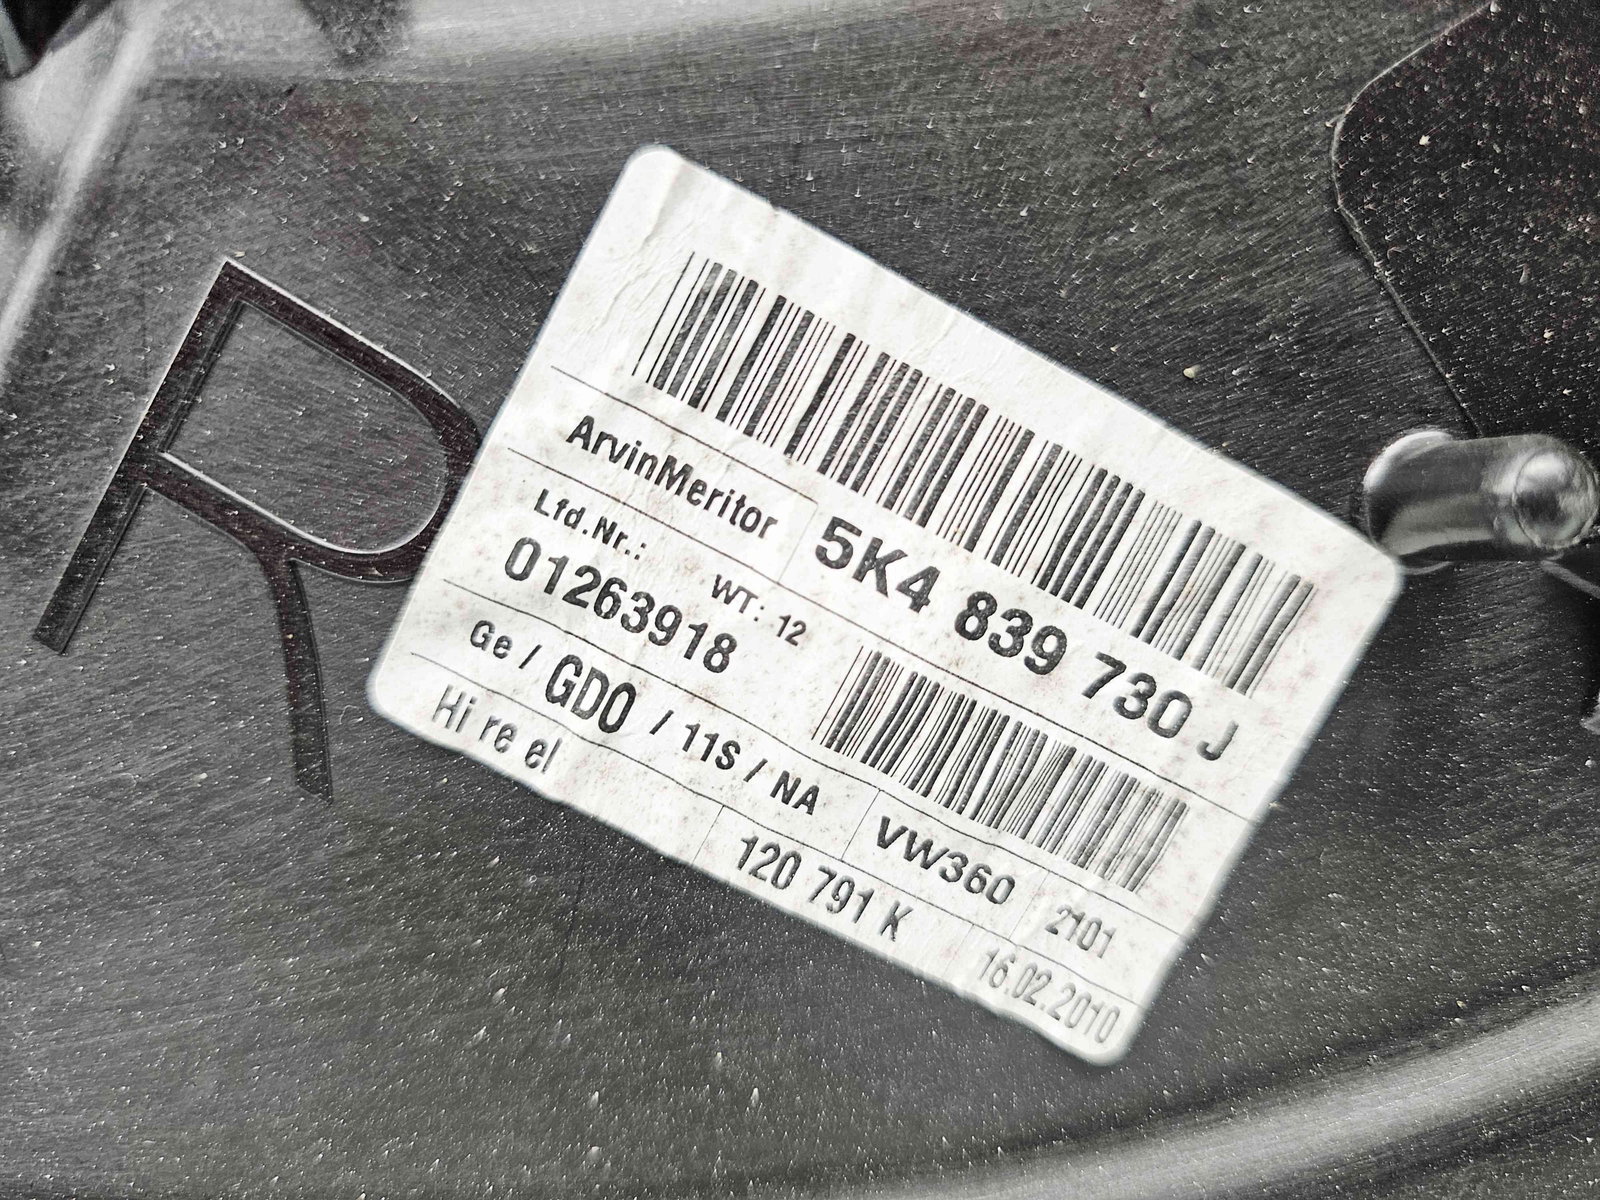 R
ArvinMeritor 5K4 839 730 J
Lfd.Nr.: WT: 12
01263918
Ge / GDO / 11S / NA VW360 2101
Hi re el 120 791 K 16.02.2010